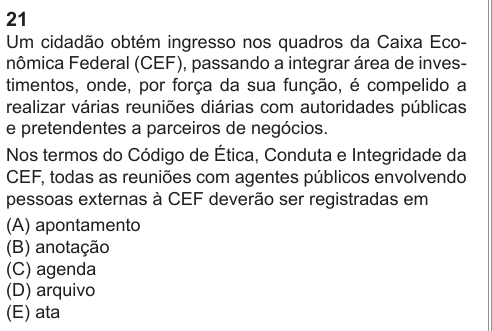 21
Um cidadão obtém ingresso nos quadros da Caixa Eco-
nômica Federal (CEF), passando a integrar área de inves-
timentos, onde, por força da sua função, é compelido a
realizar várias reuniões diárias com autoridades públicas
e pretendentes a parceiros de negócios.
Nos termos do Código de Ética, Conduta e Integridade da
CEF, todas as reuniões com agentes públicos envolvendo
pessoas externas à CEF deverão ser registradas em
(A) apontamento
(B) anotação
(C) agenda
(D) arquivo
(E) ata